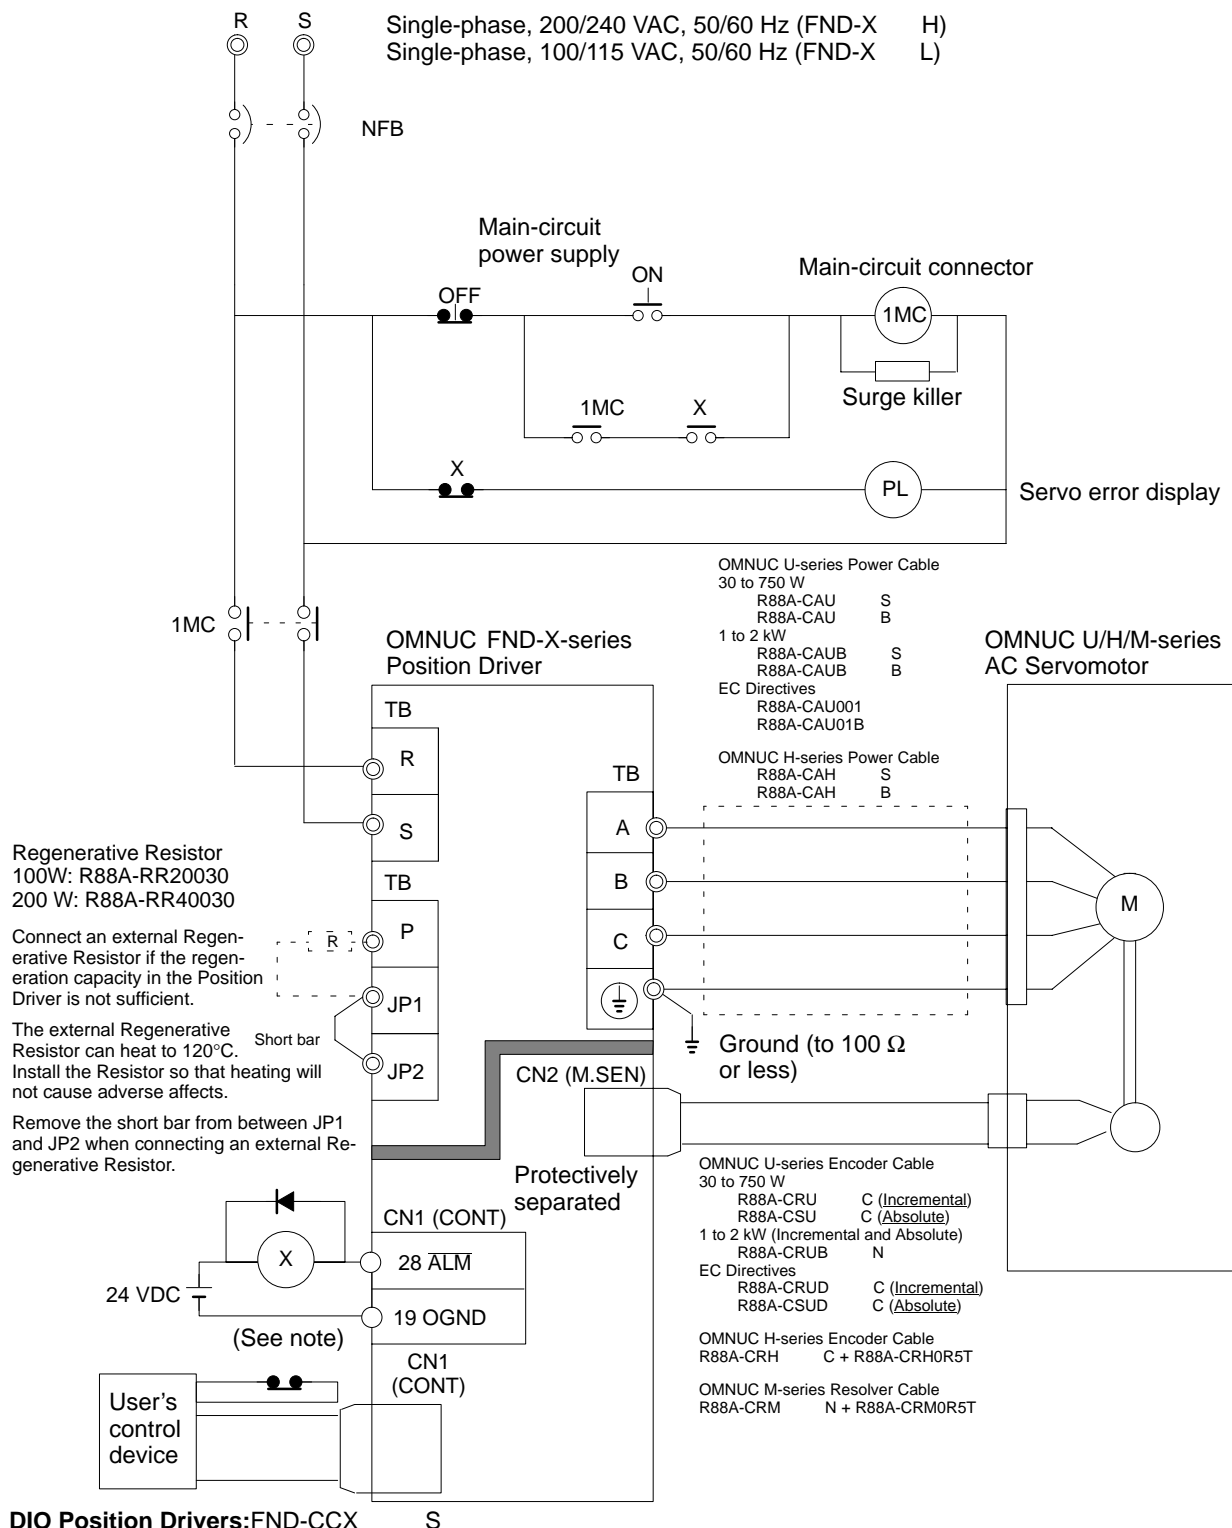 R S
Single-phase, 200/240 VAC, 50/60 Hz (FND-X H)
Single-phase, 100/115 VAC, 50/60 Hz (FND-X L)
NFB
Main-circuit
power supply
OFF
ON
Main-circuit connector
1MC
Surge killer
1MC X
X
PL
Servo error display
1MC
OMNUC FND-X-series
Position Driver
OMNUC U-series Power Cable
30 to 750 W
R88A-CAU S
R88A-CAU B
1 to 2 kW
R88A-CAUB S
R88A-CAUB B
EC Directives
R88A-CAU001
R88A-CAU01B
OMNUC H-series Power Cable
R88A-CAH S
R88A-CAH B
OMNUC U/H/M-series
AC Servomotor
TB
R
S
TB
P
JP1
JP2
TB
A
B
C
M
Regenerative Resistor
100W: R88A-RR20030
200 W: R88A-RR40030
Connect an external Regen-
erative Resistor if the regen-
eration capacity in the Position
Driver is not sufficient.
R
The external Regenerative
Resistor can heat to 120°C.
Install the Resistor so that heating will
not cause adverse affects.
Short bar
Remove the short bar from between JP1
and JP2 when connecting an external Re-
generative Resistor.
Ground (to 100 Ω
or less)
CN2 (M.SEN)
Protectively
separated
OMNUC U-series Encoder Cable
30 to 750 W
R88A-CRU C (Incremental)
R88A-CSU C (Absolute)
1 to 2 kW (Incremental and Absolute)
R88A-CRUB N
EC Directives
R88A-CRUD C (Incremental)
R88A-CSUD C (Absolute)
OMNUC H-series Encoder Cable
R88A-CRH C + R88A-CRH0R5T
OMNUC M-series Resolver Cable
R88A-CRM N + R88A-CRM0R5T
CN1 (CONT)
X
28 ALM
24 VDC
19 OGND
(See note)
CN1
(CONT)
User's
control
device
DIO Position Drivers:FND-CCX S